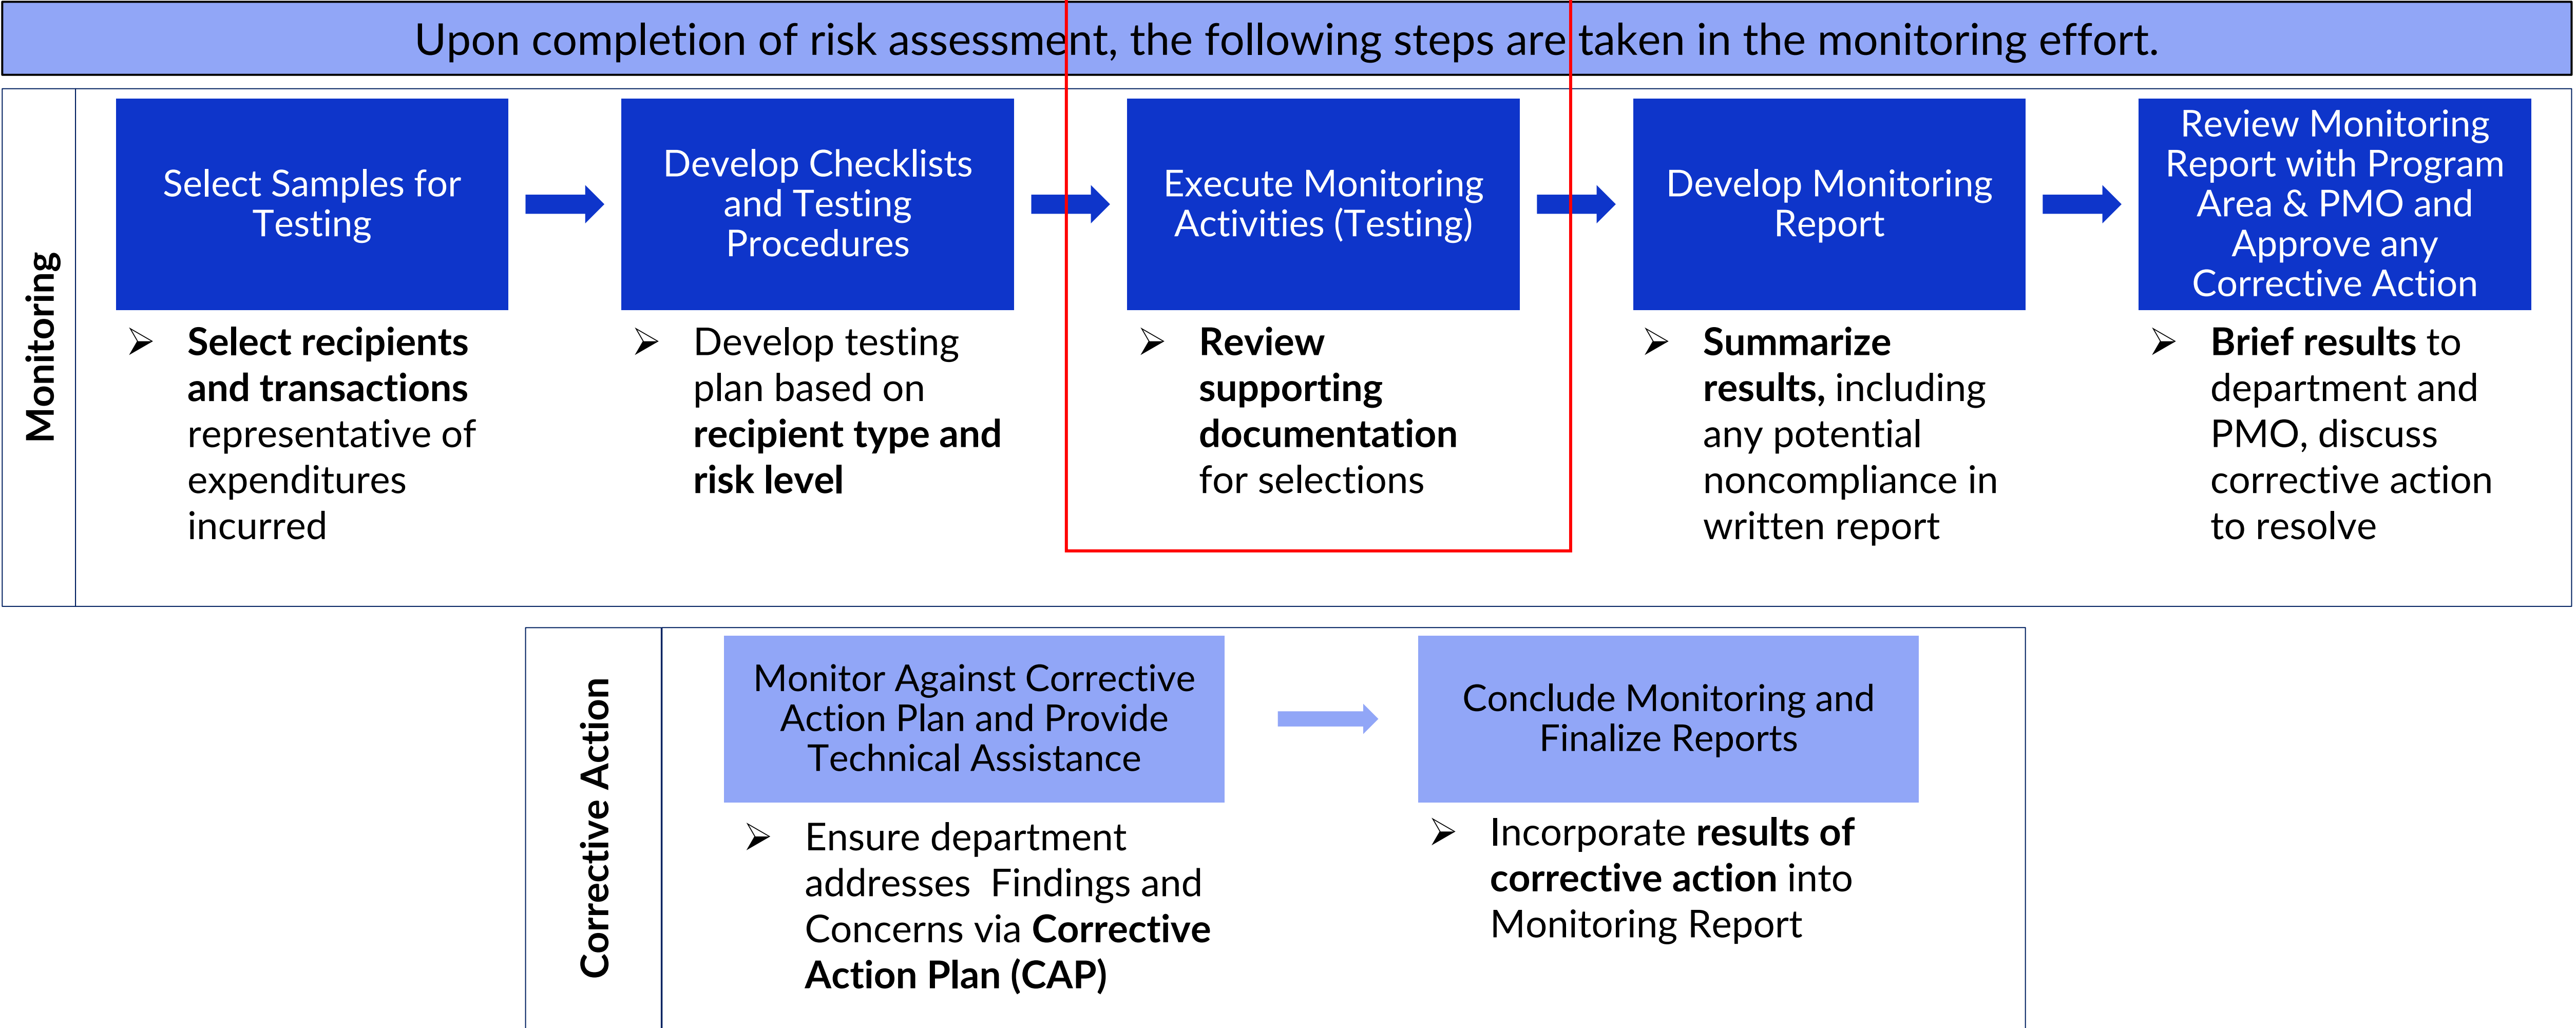 Upon completion of risk assessment, the following steps are taken in the monitoring effort.
Monitoring
Select Samples for
Testing
➢ Select recipients
and transactions
representative of
expenditures
incurred
Develop Checklists
and Testing
Procedures
➢ Develop testing
plan based on
recipient type and
risk level
Execute Monitoring
Activities (Testing)
➢ Review
supporting
documentation
for selections
Develop Monitoring
Report
➢ Summarize
results, including
any potential
noncompliance in
written report
Review Monitoring
Report with Program
Area & PMO and
Approve any
Corrective Action
➢ Brief results to
department and
PMO, discuss
corrective action
to resolve
Corrective Action
Monitor Against Corrective
Action Plan and Provide
Technical Assistance
➢ Ensure department
addresses  Findings and
Concerns via Corrective
Action Plan (CAP)
Conclude Monitoring and
Finalize Reports
➢ Incorporate results of
corrective action into
Monitoring Report